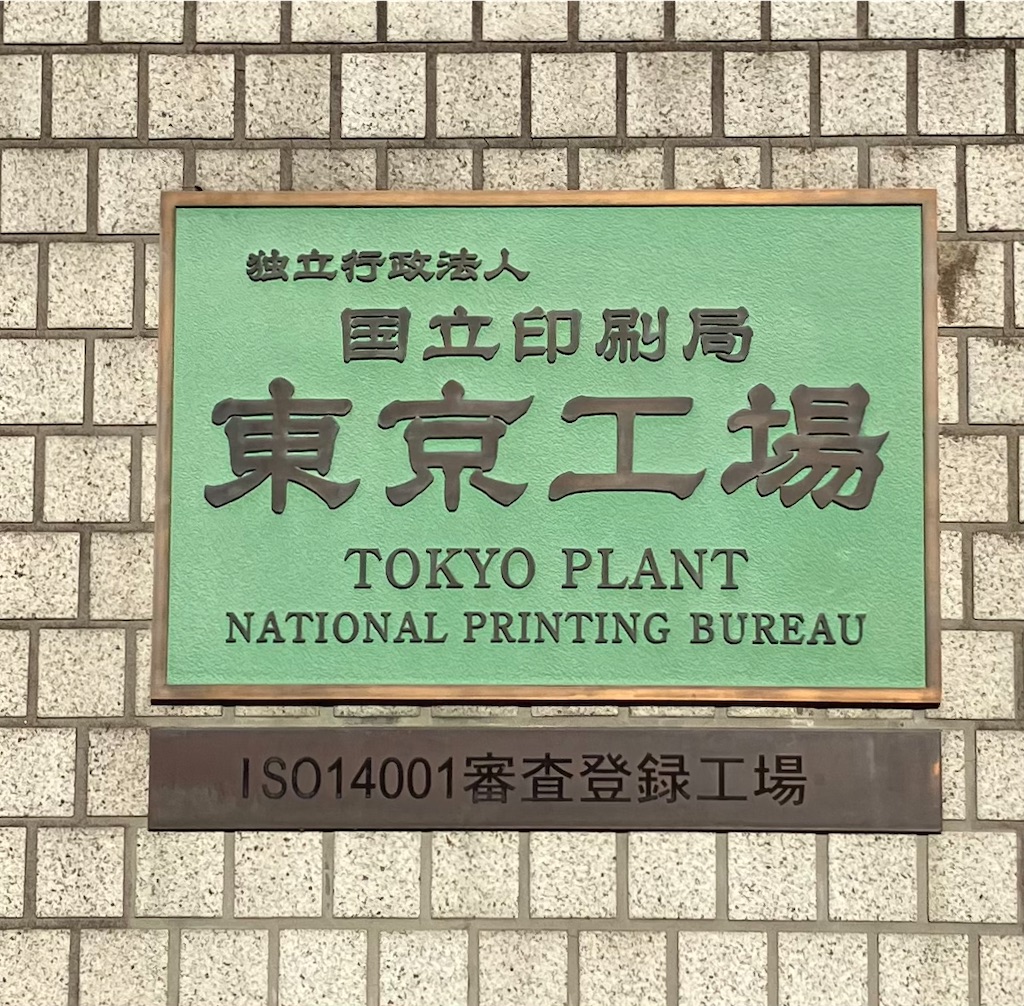 独立行政法人
国立印刷局
東京工場
TOKYO PLANT
NATIONAL PRINTING BUREAU
ISO14001審査登録工場